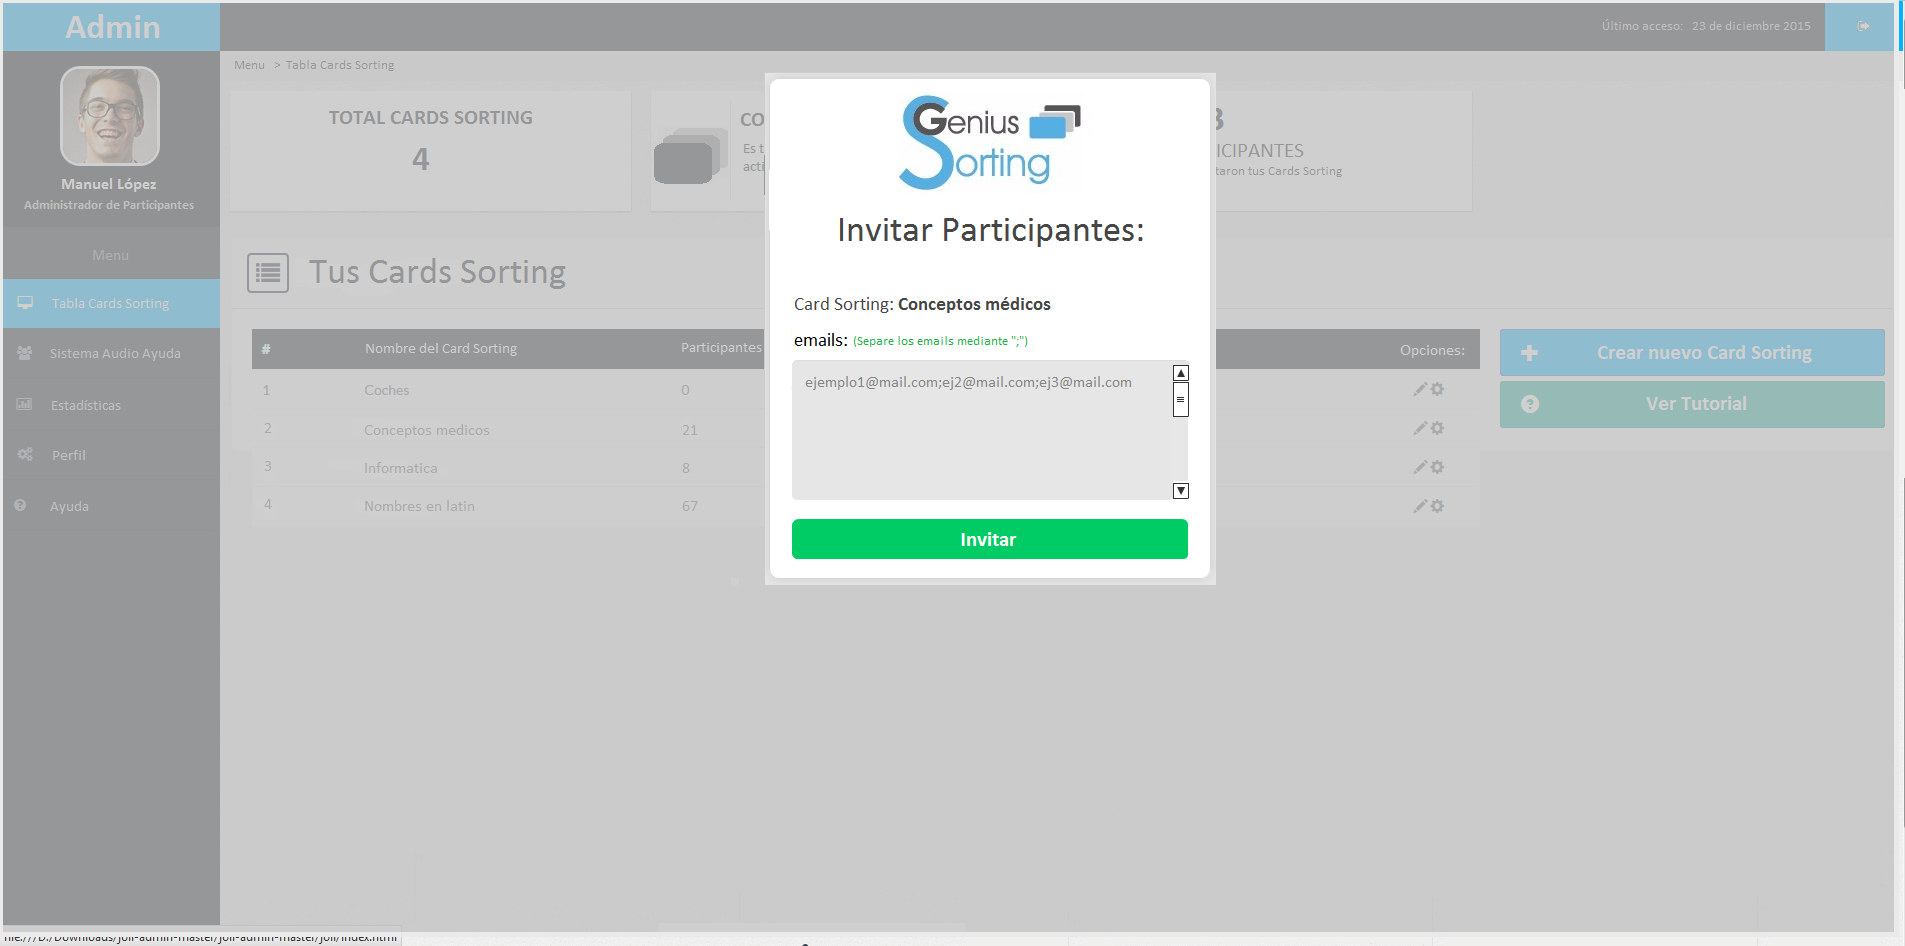 Admin
Último acceso: 23 de diciembre 2015
Manuel López
Administrador de Participantes
Menu
Tabla Cards Sorting
Sistema Audio Ayuda
Estadísticas
Perfil
Ayuda
Menu > Tabla Cards Sorting
TOTAL CARDS SORTING
4
CO
Es t
acti
3
ICIPANTES
taron tus Cards Sorting
Tus Cards Sorting
# Nombre del Card Sorting Participantes Opciones:
1 Coches 0
2 Conceptos medicos 21
3 Informatica 8
4 Nombres en latin 67
Crear nuevo Card Sorting
Ver Tutorial
Genius
Sorting
Invitar Participantes:
Card Sorting: Conceptos médicos
emails: (Separe los emails mediante ";")
ejemplo1@mail.com;ej2@mail.com;ej3@mail.com
Invitar
file:///D:/Downloads/joli-admin-master/joli-admin-master/joli/index.html